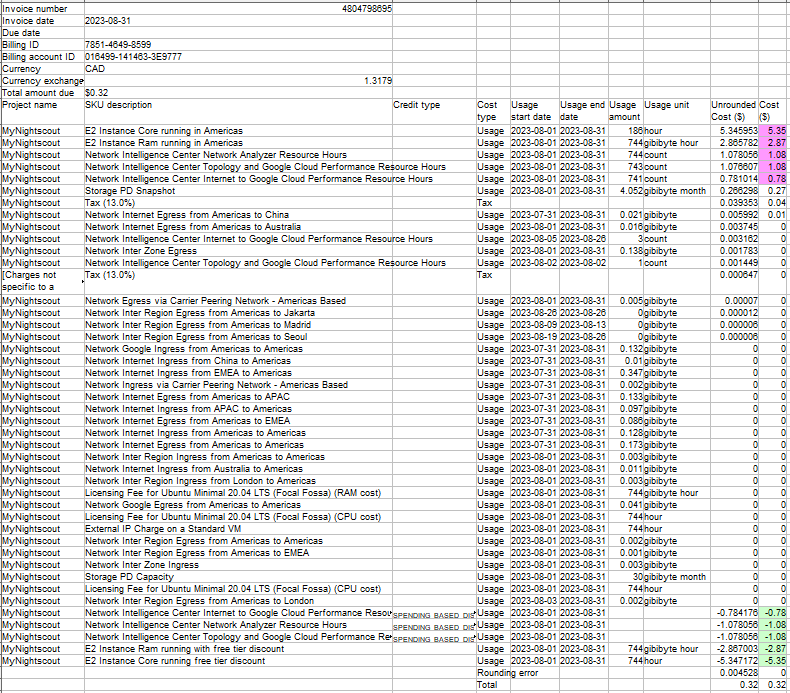 Invoice number 4804798695
Invoice date 2023-08-31
Due date
Billing ID 7851-4649-8599
Billing account ID 016499-141463-3E9777
Currency CAD
Currency exchange 1.3179
Total amount due $0.32
Project name SKU description Credit type Cost type Usage start date Usage end date Usage amount Usage unit Unrounded Cost ($) Cost ($)
MyNightscout E2 Instance Core running in Americas Usage 2023-08-01 2023-08-31 186 hour 5.345953 5.35
MyNightscout E2 Instance Ram running in Americas Usage 2023-08-01 2023-08-31 744 gibibyte hour 2.865782 2.87
MyNightscout Network Intelligence Center Network Analyzer Resource Hours Usage 2023-08-01 2023-08-31 744 count 1.078056 1.08
MyNightscout Network Intelligence Center Topology and Google Cloud Performance Resource Hours Usage 2023-08-01 2023-08-31 743 count 1.076607 1.08
MyNightscout Network Intelligence Center Internet to Google Cloud Performance Resource Hours Usage 2023-08-01 2023-08-31 741 count 0.781014 0.78
MyNightscout Storage PD Snapshot Usage 2023-08-01 2023-08-31 4.052 gibibyte month 0.266298 0.27
MyNightscout Tax (13.0%) Tax 0.039353 0.04
MyNightscout Network Internet Egress from Americas to China Usage 2023-07-31 2023-08-31 0.021 gibibyte 0.005992 0.01
MyNightscout Network Internet Egress from Americas to Australia Usage 2023-08-01 2023-08-31 0.016 gibibyte 0.003745 0
MyNightscout Network Intelligence Center Internet to Google Cloud Performance Resource Hours Usage 2023-08-05 2023-08-26 3 count 0.003162 0
MyNightscout Network Inter Zone Egress Usage 2023-08-01 2023-08-31 0.138 gibibyte 0.001783 0
MyNightscout Network Intelligence Center Topology and Google Cloud Performance Resource Hours Usage 2023-08-02 2023-08-02 1 count 0.001449 0
[Charges not specific to a Tax (13.0%) Tax 0.000647 0
MyNightscout Network Egress via Carrier Peering Network - Americas Based Usage 2023-08-01 2023-08-31 0.005 gibibyte 0.00007 0
MyNightscout Network Inter Region Egress from Americas to Jakarta Usage 2023-08-26 2023-08-26 0 gibibyte 0.000012 0
MyNightscout Network Inter Region Egress from Americas to Madrid Usage 2023-08-09 2023-08-13 0 gibibyte 0.000006 0
MyNightscout Network Inter Region Egress from Americas to Seoul Usage 2023-08-19 2023-08-26 0 gibibyte 0.000006 0
MyNightscout Network Google Ingress from Americas to Americas Usage 2023-07-31 2023-08-31 0.132 gibibyte 0 0
MyNightscout Network Internet Ingress from China to Americas Usage 2023-07-31 2023-08-31 0.01 gibibyte 0 0
MyNightscout Network Internet Ingress from EMEA to Americas Usage 2023-07-31 2023-08-31 0.347 gibibyte 0 0
MyNightscout Network Ingress via Carrier Peering Network - Americas Based Usage 2023-07-31 2023-08-31 0.002 gibibyte 0 0
MyNightscout Network Internet Egress from Americas to APAC Usage 2023-07-31 2023-08-31 0.133 gibibyte 0 0
MyNightscout Network Internet Ingress from APAC to Americas Usage 2023-07-31 2023-08-31 0.097 gibibyte 0 0
MyNightscout Network Internet Egress from Americas to EMEA Usage 2023-07-31 2023-08-31 0.086 gibibyte 0 0
MyNightscout Network Internet Ingress from Americas to Americas Usage 2023-07-31 2023-08-31 0.128 gibibyte 0 0
MyNightscout Network Internet Egress from Americas to Americas Usage 2023-07-31 2023-08-31 0.173 gibibyte 0 0
MyNightscout Network Inter Region Ingress from Americas to Americas Usage 2023-08-01 2023-08-31 0.003 gibibyte 0 0
MyNightscout Network Internet Ingress from Australia to Americas Usage 2023-08-01 2023-08-31 0.011 gibibyte 0 0
MyNightscout Network Inter Region Ingress from London to Americas Usage 2023-08-01 2023-08-31 0.003 gibibyte 0 0
MyNightscout Licensing Fee for Ubuntu Minimal 20.04 LTS (Focal Fossa) (RAM cost) Usage 2023-08-01 2023-08-31 744 gibibyte hour 0 0
MyNightscout Network Google Egress from Americas to Americas Usage 2023-08-01 2023-08-31 0.041 gibibyte 0 0
MyNightscout Licensing Fee for Ubuntu Minimal 20.04 LTS (Focal Fossa) (CPU cost) Usage 2023-08-01 2023-08-31 744 hour 0 0
MyNightscout External IP Charge on a Standard VM Usage 2023-08-01 2023-08-31 744 hour 0 0
MyNightscout Network Inter Region Egress from Americas to Americas Usage 2023-08-01 2023-08-31 0.002 gibibyte 0 0
MyNightscout Network Inter Region Egress from Americas to EMEA Usage 2023-08-01 2023-08-31 0.001 gibibyte 0 0
MyNightscout Network Inter Zone Ingress Usage 2023-08-01 2023-08-31 0.003 gibibyte 0 0
MyNightscout Storage PD Capacity Usage 2023-08-01 2023-08-31 30 gibibyte month 0 0
MyNightscout Licensing Fee for Ubuntu Minimal 20.04 LTS (Focal Fossa) (CPU cost) Usage 2023-08-01 2023-08-31 744 hour 0 0
MyNightscout Network Inter Region Egress from Americas to London Usage 2023-08-03 2023-08-31 0.002 gibibyte 0 0
MyNightscout Network Intelligence Center Internet to Google Cloud Performance Resou SPENDING_BASED_DIS Usage 2023-08-01 2023-08-31 -0.784176 -0.78
MyNightscout Network Intelligence Center Network Analyzer Resource Hours SPENDING_BASED_DIS Usage 2023-08-01 2023-08-31 -1.078056 -1.08
MyNightscout Network Intelligence Center Topology and Google Cloud Performance Re SPENDING_BASED_DIS Usage 2023-08-01 2023-08-31 -1.078056 -1.08
MyNightscout E2 Instance Ram running with free tier discount Usage 2023-08-01 2023-08-31 744 gibibyte hour -2.867003 -2.87
MyNightscout E2 Instance Core running free tier discount Usage 2023-08-01 2023-08-31 744 hour -5.347172 -5.35
Rounding error 0.004528 0
Total 0.32 0.32